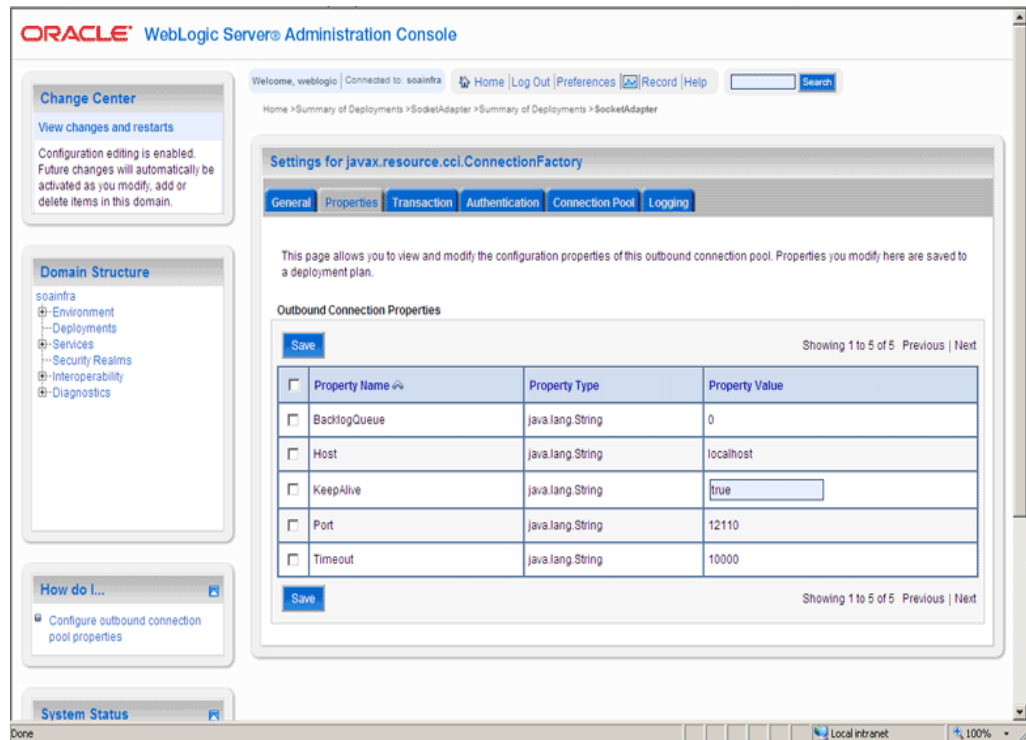 ORACLE® WebLogic Server® Administration Console
Change Center
View changes and restarts
Configuration editing is enabled.
Future changes will automatically be
activated as you modify, add or
delete items in this domain.
Domain Structure
soainfra
Environment
Deployments
Services
Security Realms
Interoperability
Diagnostics
How do I...
Configure outbound connection
pool properties
System Status
Welcome, weblogic | Connected to: soainfra Home | Log Out | Preferences | Record | Help Search
Home >Summary of Deployments >SocketAdapter >Summary of Deployments >SocketAdapter
Settings for javax.resource.cci.ConnectionFactory
General Properties Transaction Authentication Connection Pool Logging
This page allows you to view and modify the configuration properties of this outbound connection pool. Properties you modify here are saved to
a deployment plan.
Outbound Connection Properties
Save Showing 1 to 5 of 5 Previous | Next
Property Name Property Type Property Value
BacklogQueue java.lang.String 0
Host java.lang.String localhost
KeepAlive java.lang.String true
Port java.lang.String 12110
Timeout java.lang.String 10000
Save Showing 1 to 5 of 5 Previous | Next
Done Local intranet 100%